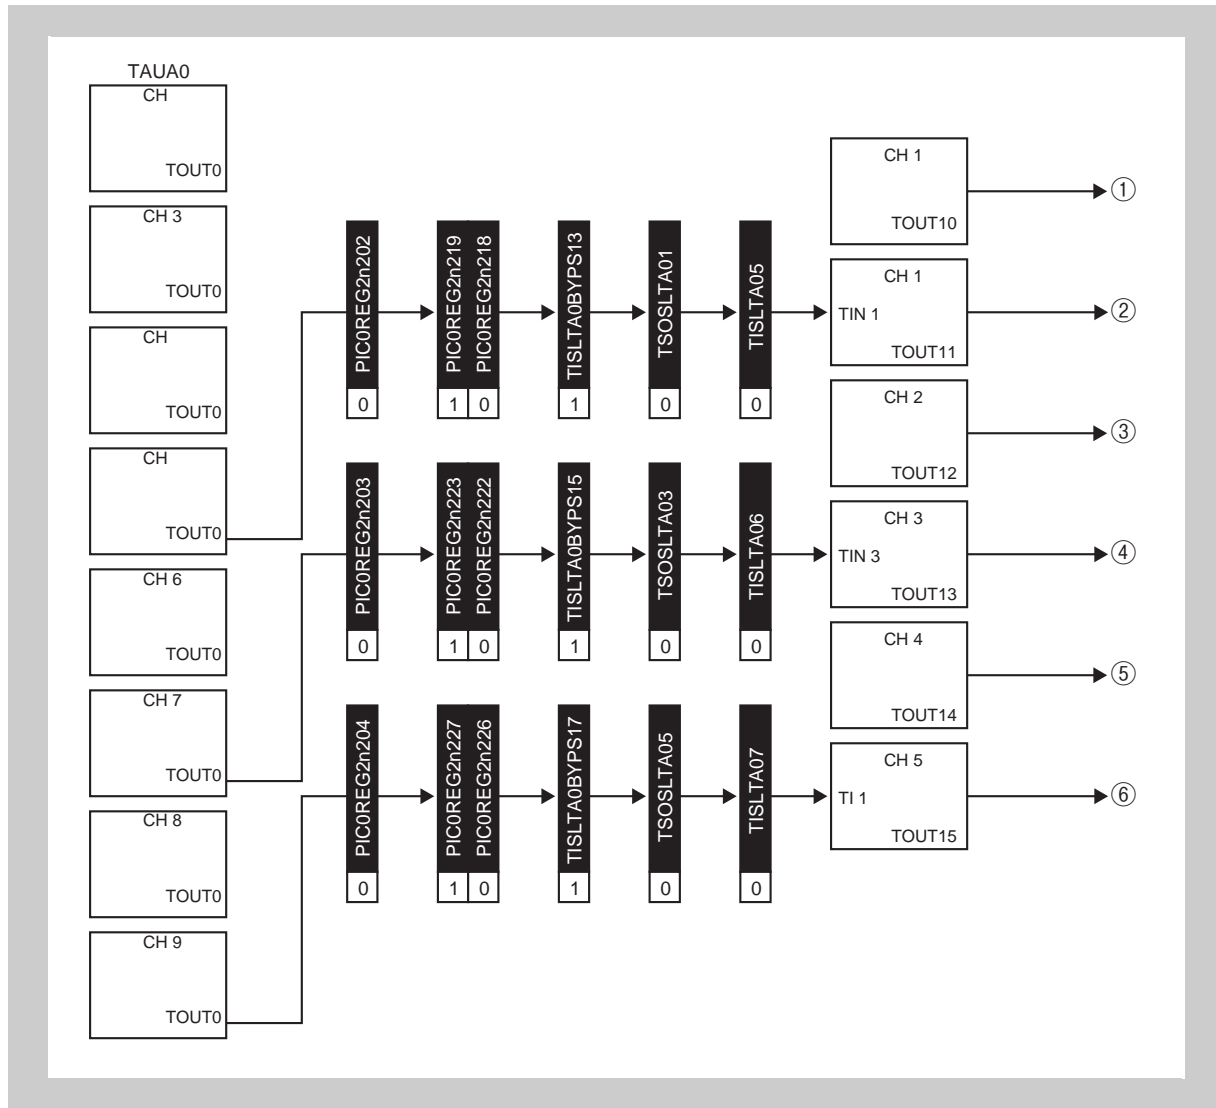 TAUA0
CH
TOUT0
CH 3
TOUT0
CH
TOUT0
CH
TOUT0
CH 6
TOUT0
CH 7
TOUT0
CH 8
TOUT0
CH 9
TOUT0
PIC0REG2n202
0
PIC0REG2n219
1
PIC0REG2n218
0
TISLTA0BYPS13
1
TSOSLTA01
0
TISLTA05
0
PIC0REG2n203
0
PIC0REG2n223
1
PIC0REG2n222
0
TISLTA0BYPS15
1
TSOSLTA03
0
TISLTA06
0
PIC0REG2n204
0
PIC0REG2n227
1
PIC0REG2n226
0
TISLTA0BYPS17
1
TSOSLTA05
0
TISLTA07
0
CH 1
TOUT10
①
CH 1
TIN 1
TOUT11
②
CH 2
TOUT12
③
CH 3
TIN 3
TOUT13
④
CH 4
TOUT14
⑤
CH 5
TI 1
TOUT15
⑥